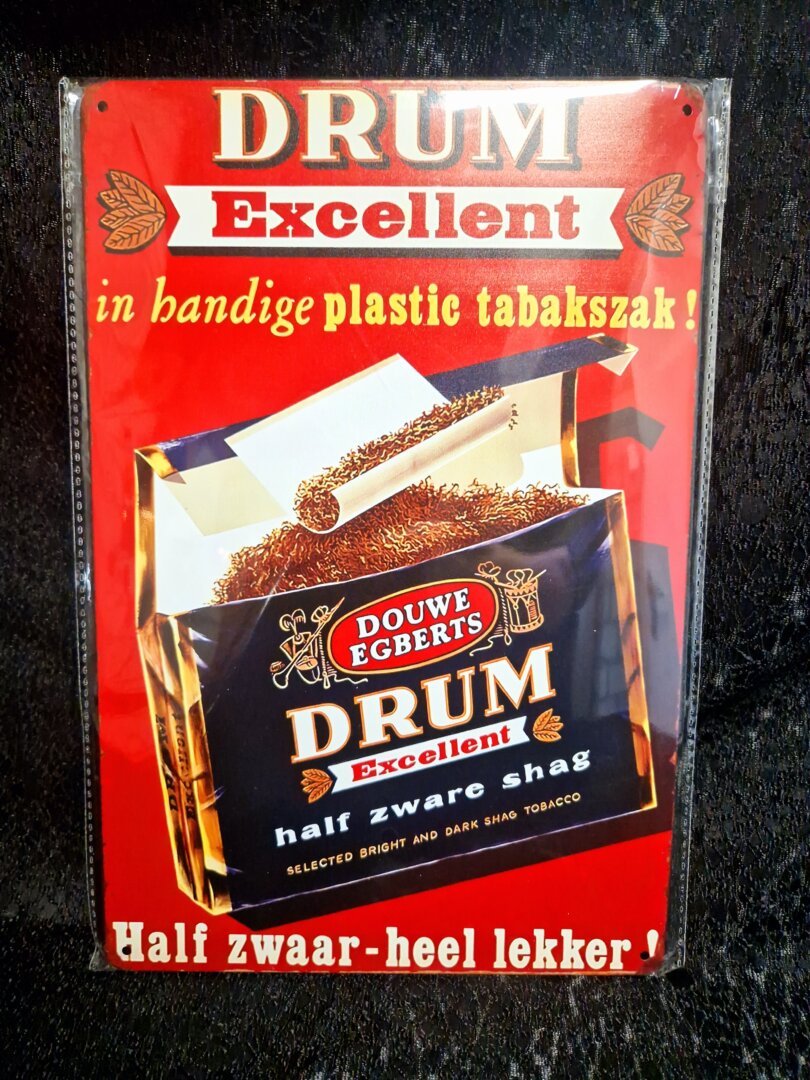 DRUM
Excellent
in handige plastic tabakszak!
DOUWE
EGBERTS
DRUM
Excellent
half zware shag
SELECTED BRIGHT AND DARK SHAG TOBACCO
Half zwaar-heel lekker!